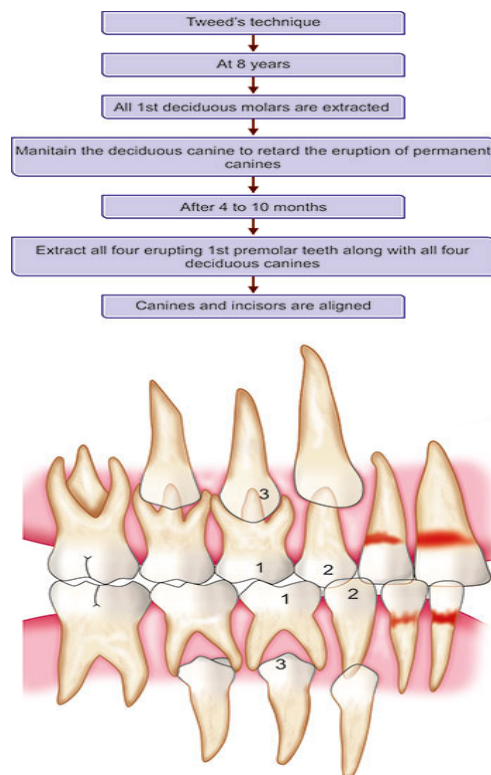 Tweed's technique
At 8 years
All 1st deciduous molars are extracted
Manitain the deciduous canine to retard the eruption of permanent
canines
After 4 to 10 months
Extract all four erupting 1st premolar teeth along with all four
deciduous canines
Canines and incisors are aligned
3
1
2
1
2
3